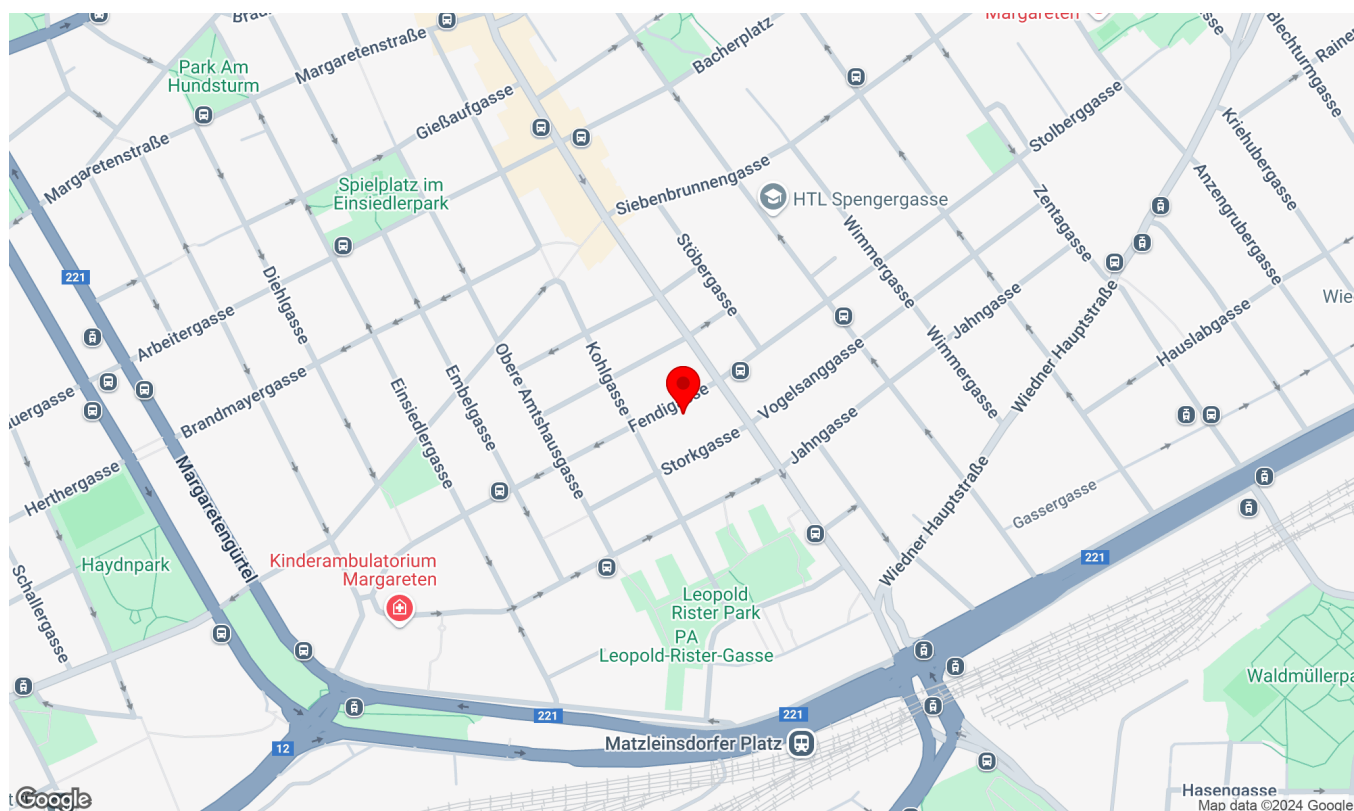 Margareten
Park Am
Hundsturm
Margaretenstraße
Bacherplatz
Blechturmgasse
Gießaufgasse
Stolberggasse
Kriehubergasse
Margaretenstraße
Spielplatz im
Einsiedlerpark
Siebenbrunnengasse
HTL Spengergasse
Zentagasse
Anzengrubergasse
Stöbergasse
Wimmergasse
221
Diehlgasse
Arbeitergasse
Wiedner Hauptstraße
Jahngasse
Hauslabgasse
Wimmergasse
Kohlgasse
Obere Amtshausgasse
Embelgasse
Einsiedlergasse
Brandmayergasse
Fendigasse
Vogelsanggasse
Storkgasse
Jahngasse
Herthergasse
Margaretengürtel
Wiedner Hauptstraße
Gassergasse
Haydnpark
Kinderambulatorium
Margareten
221
Schallergasse
Leopold
Rister Park
PA
Leopold-Rister-Gasse
221
221
12
Matzleinsdorfer Platz
Hasengasse
Google
Map data ©2024 Google